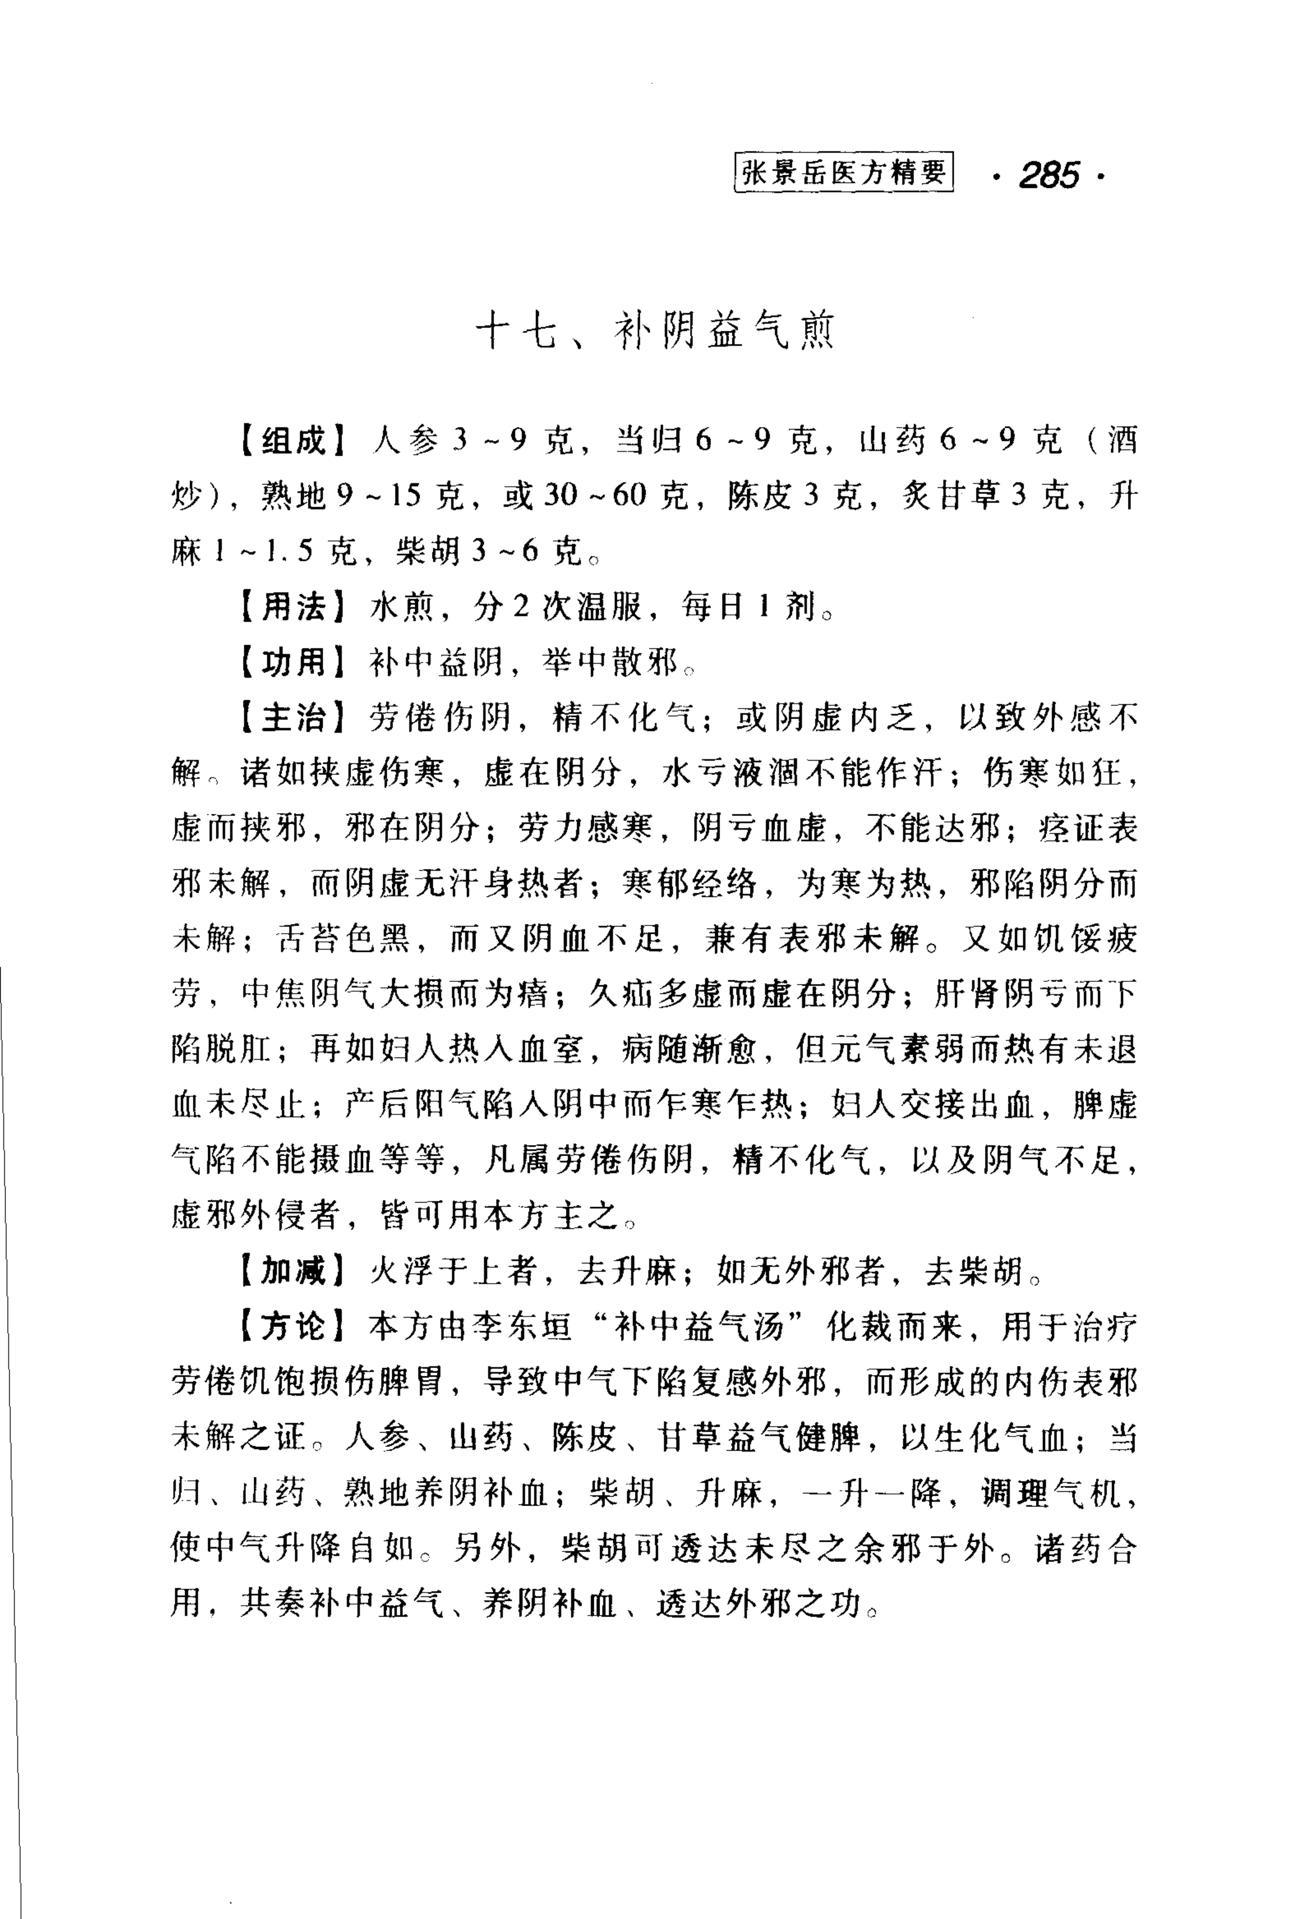 张景岳医方精要 ·285·
十七、补阴益气煎
【组成】人参3~9克，当归6~9克，山药6~9克（酒
炒），熟地9~15克，或30~60克，陈皮3克，炙甘草3克，升
麻1~1.5克，柴胡3~6克。
【用法】水煎，分2次温服，每日1剂。
【功用】补中益阴，举中散邪。
【主治】劳倦伤阴，精不化气；或阴虚内乏，以致外感不
解。诸如挟虚伤寒，虚在阴分，水亏液涸不能作汗；伤寒如狂，
虚而挟邪，邪在阴分；劳力感寒，阴亏血虚，不能达邪；痉证表
邪未解，而阴虚无汗身热者；寒郁经络，为寒为热，邪陷阴分而
未解；舌苔色黑，而又阴血不足，兼有表邪未解。又如饥馁疲
劳，中焦阴气大损而为瘖；久疝多虚而虚在阴分；肝肾阴亏而下
陷脱肛；再如妇人热入血室，病随渐愈，但元气素弱而热有未退
血未尽止；产后阳气陷入阴中而乍寒乍热；妇人交接出血，脾虚
气陷不能摄血等等，凡属劳倦伤阴，精不化气，以及阴气不足，
虚邪外侵者，皆可用本方主之。
【加减】火浮于上者，去升麻；如无外邪者，去柴胡。
【方论】本方由李东垣“补中益气汤”化裁而来，用于治疗
劳倦饥饱损伤脾胃，导致中气下陷复感外邪，而形成的内伤表邪
未解之证。人参、山药、陈皮、甘草益气健脾，以生化气血；当
归、山药、熟地养阴补血；柴胡、升麻，一升一降，调理气机，
使中气升降自如。另外，柴胡可透达未尽之余邪于外。诸药合
用，共奏补中益气、养阴补血、透达外邪之功。